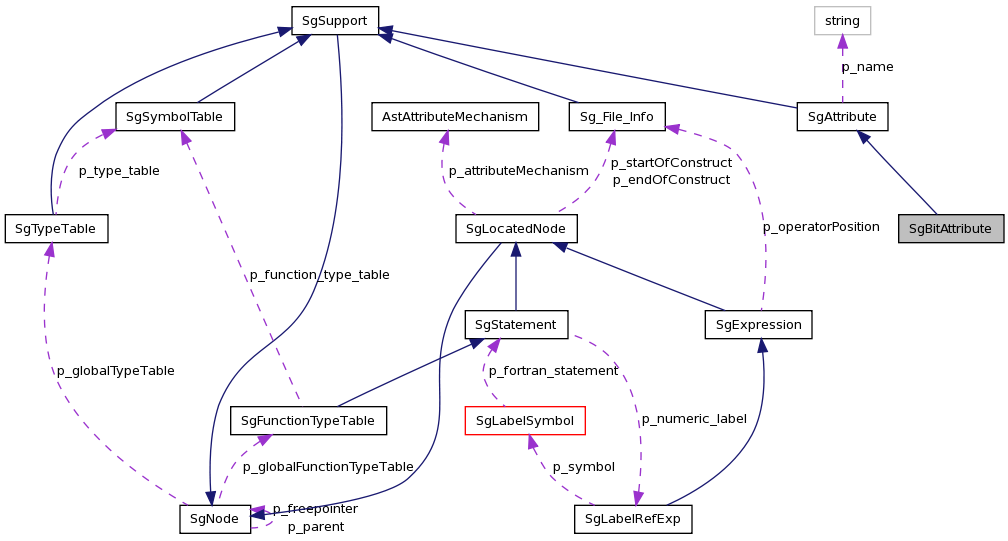 SgSupport
string
p_name
SgSymbolTable
AstAttributeMechanism
Sg_File_Info
SgAttribute
p_type_table
p_attributeMechanism
p_startOfConstruct
p_endOfConstruct
SgTypeTable
SgLocatedNode
p_operatorPosition
SgBitAttribute
p_function_type_table
SgStatement
SgExpression
p_globalTypeTable
p_fortran_statement
SgFunctionTypeTable
SgLabelSymbol
p_numeric_label
p_globalFunctionTypeTable
p_symbol
SgNode
p_freepointer
p_parent
SgLabelRefExp